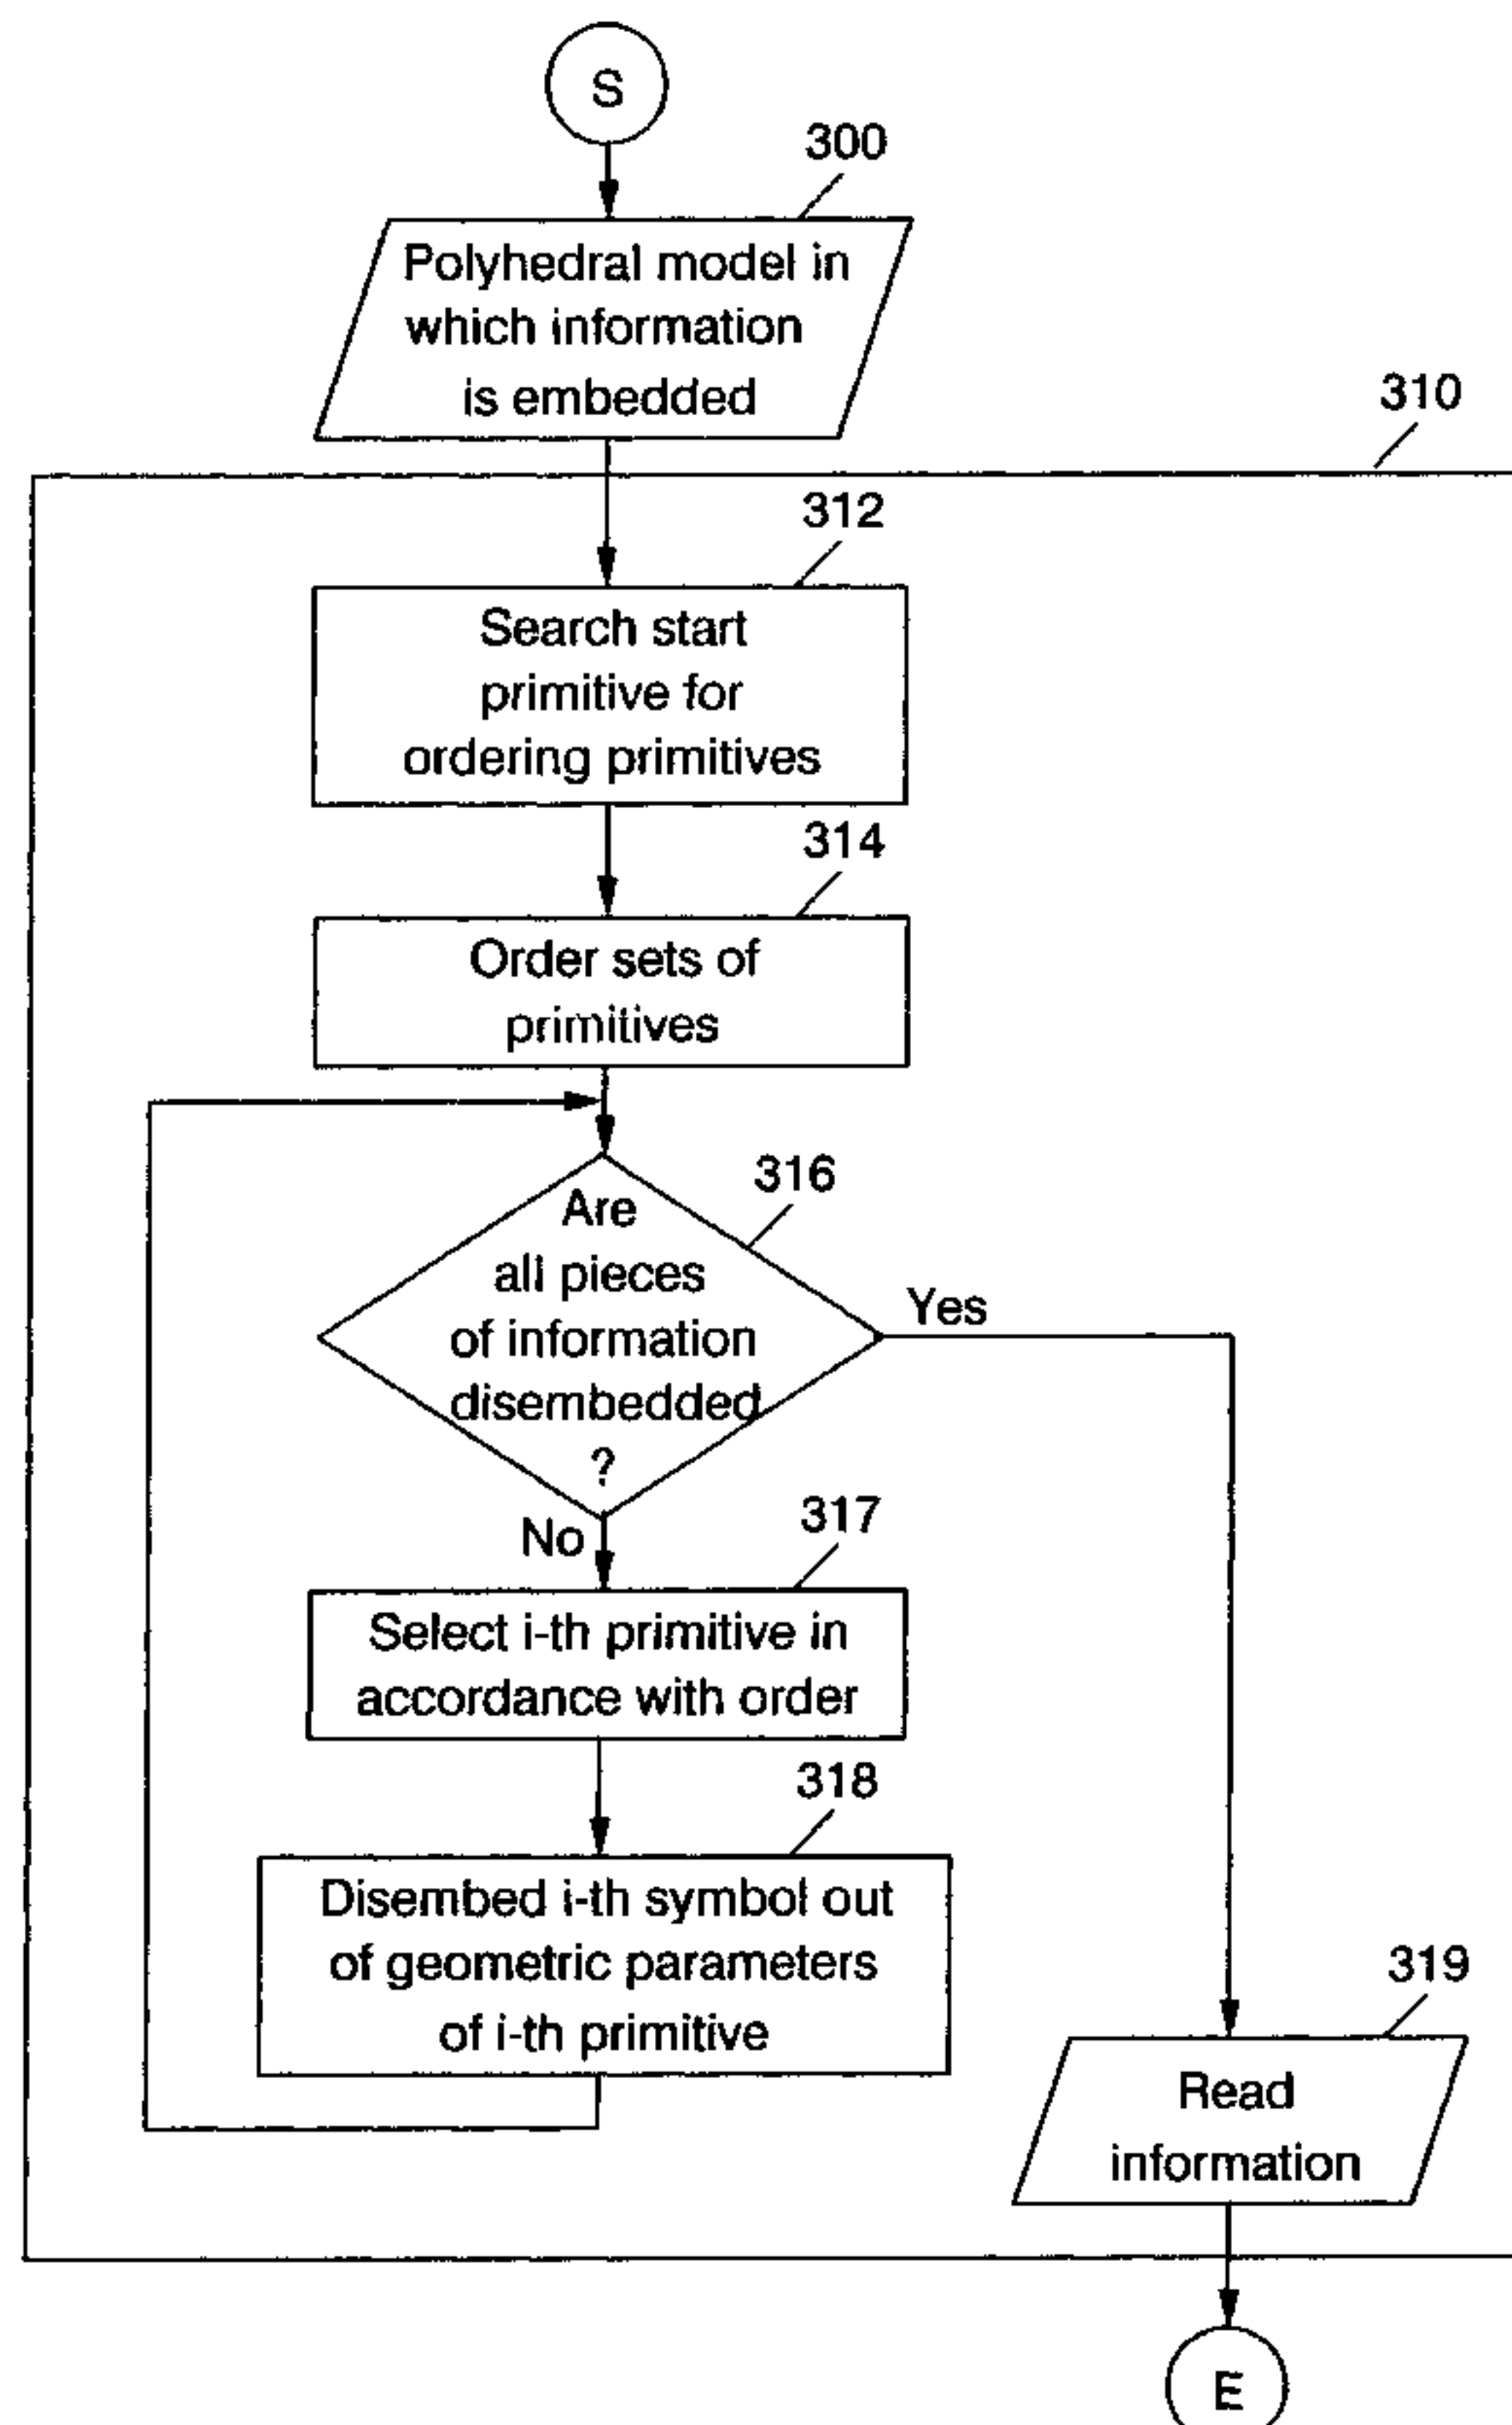 S
300
Polyhedral model in
which information
is embedded
310
312
Search start
primitive for
ordering primitives
314
Order sets of
primitives
316
Are
all pieces
of information
disembedded
?
Yes
No
317
Select i-th primitive in
accordance with order
318
Disembed i-th symbol out
of geometric parameters
of i-th primitive
319
Read
information
E